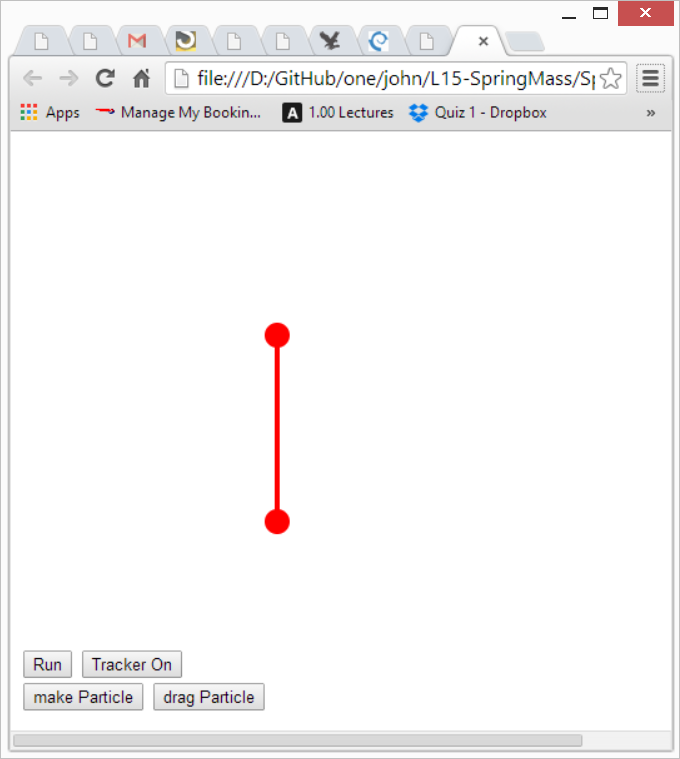 file:///D:/GitHub/one/john/L15-SpringMass/Sp
Apps Manage My Bookin... A 1.00 Lectures Quiz 1 - Dropbox »
Run Tracker On
make Particle drag Particle